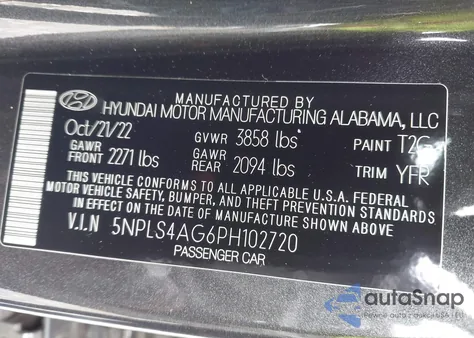 MANUFACTURED BY
HYUNDAI MOTOR MANUFACTURING ALABAMA, LLC
Oct/21/22 GVWR 3858 lbs PAINT T2G
GAWR FRONT 2271 lbs GAWR REAR 2094 lbs TRIM YFR
THIS VEHICLE CONFORMS TO ALL APPLICABLE U.S.A. FEDERAL
MOTOR VEHICLE SAFETY, BUMPER, AND THEFT PREVENTION STANDARDS
IN EFFECT ON THE DATE OF MANUFACTURE SHOWN ABOVE.
V.I.N 5NPLS4AG6PH102720
PASSENGER CAR
autoSnap